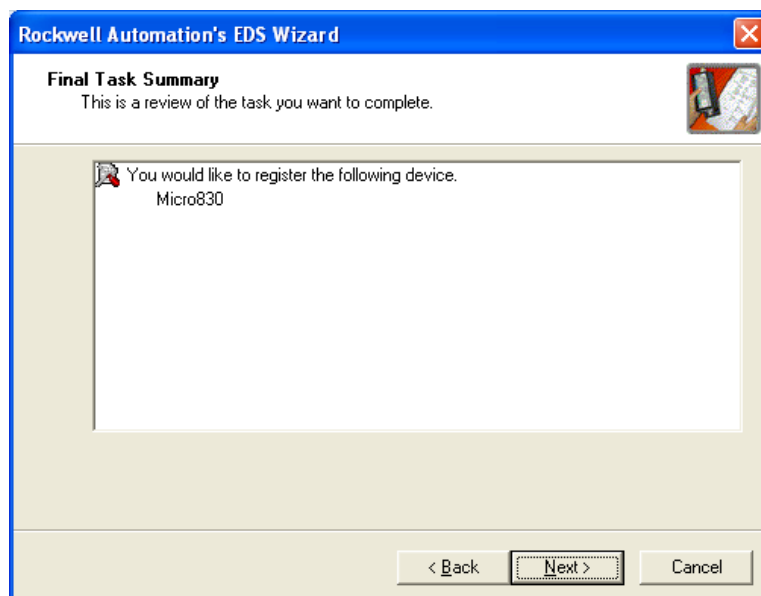 Rockwell Automation's EDS Wizard
Final Task Summary
This is a review of the task you want to complete.
You would like to register the following device.
Micro830
< Back
Next >
Cancel